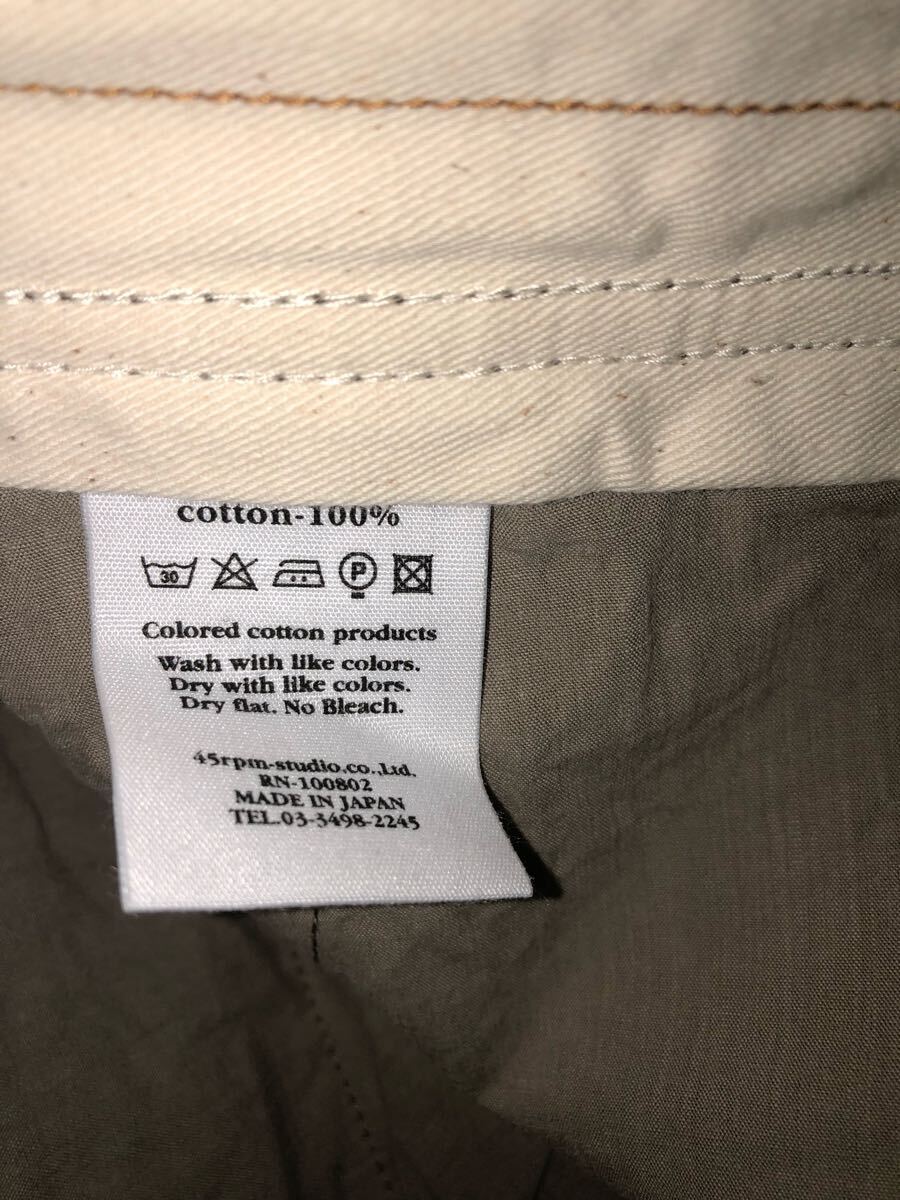 cotton-100%
30 P
Colored cotton products
Wash with like colors.
Dry with like colors.
Dry flat. No Bleach.
45rpm-studio.co.,Ltd.
RN-100802
MADE IN JAPAN
TEL.03-3498-2245